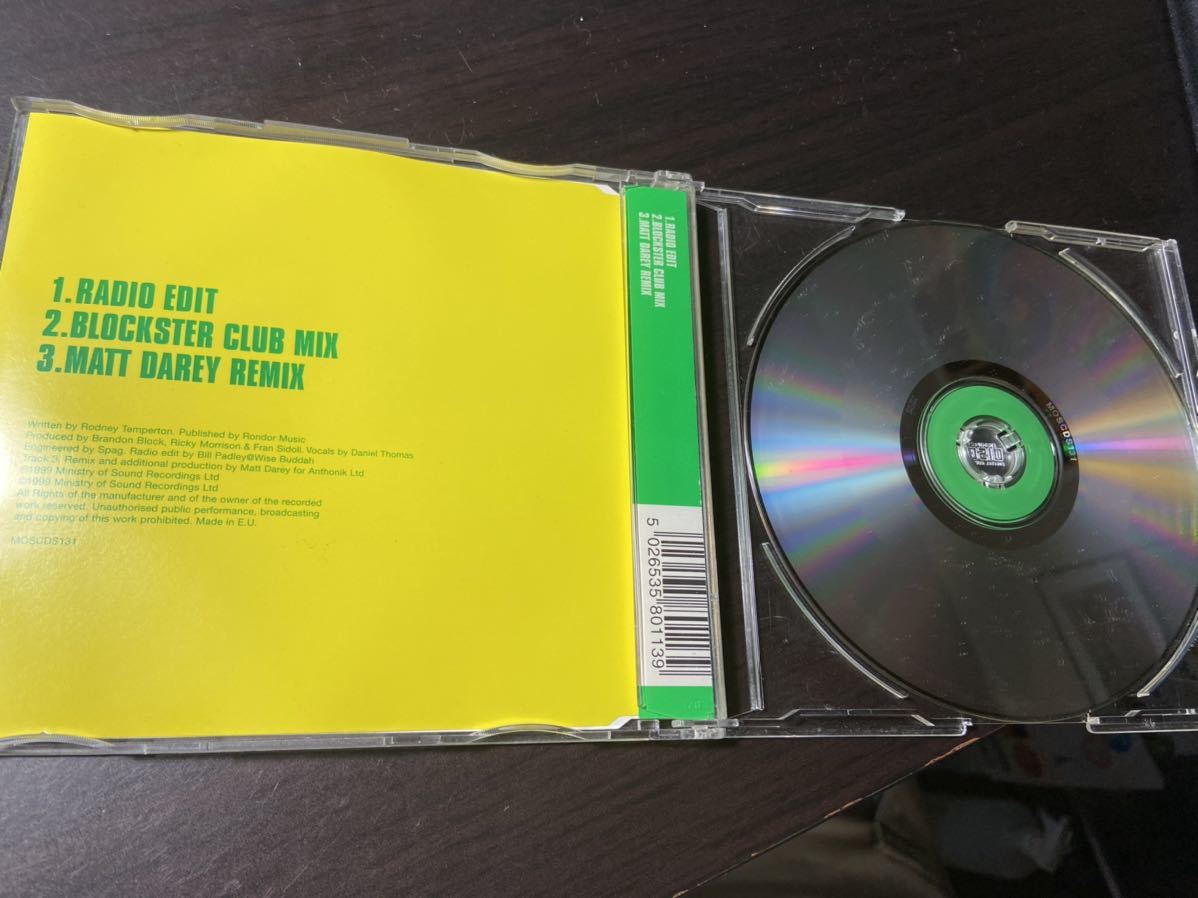 1.RADIO EDIT
2.BLOCKSTER CLUB MIX
3.MATT DAREY REMIX
Written by Rodney Temperton. Published by Rondor Music
Produced by Brandon Block, Ricky Morrison & Fran Sidoli. Vocals by Daniel Thomas
Engineered by Spag. Radio edit by Bill Padley@Wise Buddah
Track 3, Remix and additional production by Matt Darey for Anthonik Ltd
℗1999 Ministry of Sound Recordings Ltd
©1999 Ministry of Sound Recordings Ltd
All Rights of the manufacturer and of the owner of the recorded
work reserved. Unauthorised public performance, broadcasting
and copying of this work prohibited. Made in E.U.
MOSCDS131
1.RADIO EDIT
2.BLOCKSTER CLUB MIX
3.MATT DAREY REMIX
5 026535 801139
MOSCDS131